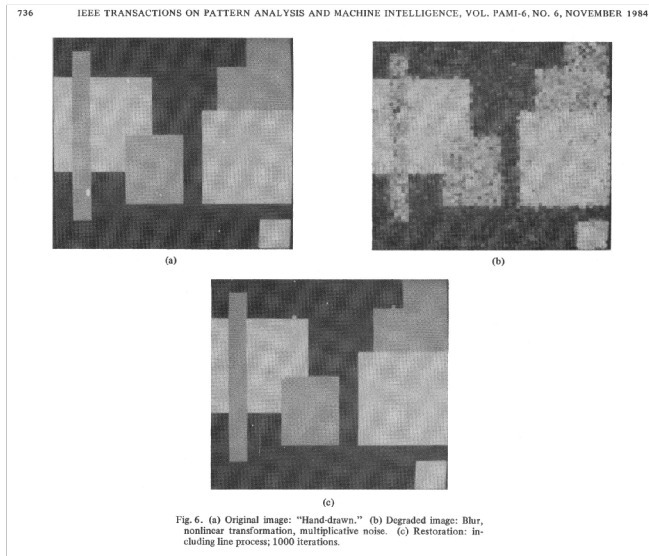 736 IEEE TRANSACTIONS ON PATTERN ANALYSIS AND MACHINE INTELLIGENCE, VOL. PAMI-6, NO. 6, NOVEMBER 1984
(a)
(b)
(c)
Fig. 6. (a) Original image: "Hand-drawn." (b) Degraded image: Blur,
nonlinear transformation, multiplicative noise. (c) Restoration: in-
cluding line process; 1000 iterations.